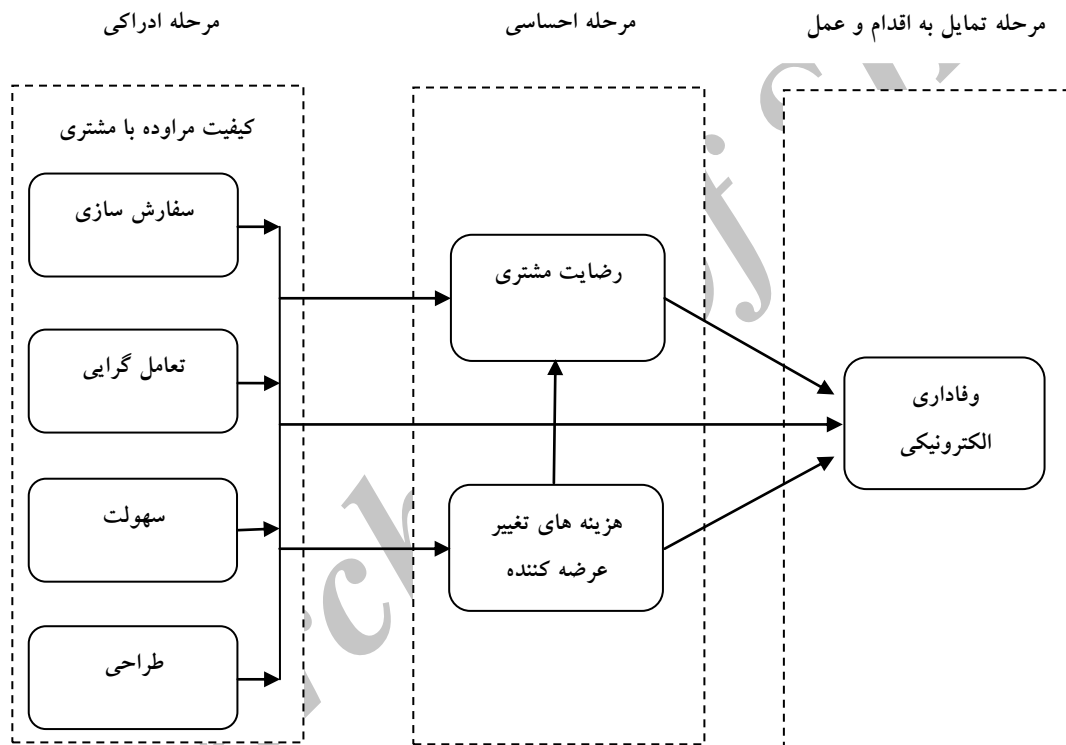 مرحله ادراکی
مرحله احساسی
مرحله تمایل به اقدام و عمل
کیفیت مراوده با مشتری
سفارش سازی
تعامل گرایی
سهولت
طراحی
رضایت مشتری
هزینه های تغییر
عرضه کننده
وفاداری
الکترونیکی